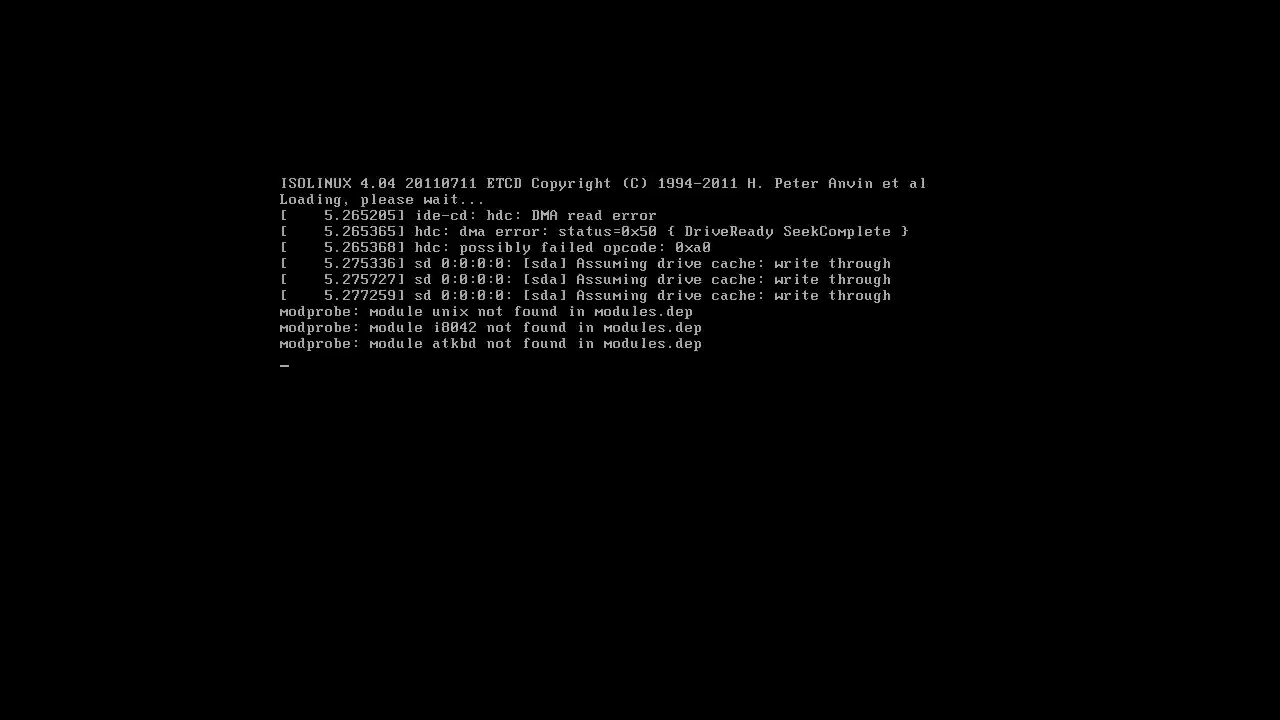 ISOLINUX 4.04 20110711 ETCD Copyright (C) 1994-2011 H. Peter Anvin et al
Loading, please wait...
[    5.265205] ide-cd: hdc: DMA read error
[    5.265365] hdc: dma error: status=0x50 { DriveReady SeekComplete }
[    5.265368] hdc: possibly failed opcode: 0xa0
[    5.275336] sd 0:0:0:0: [sda] Assuming drive cache: write through
[    5.275727] sd 0:0:0:0: [sda] Assuming drive cache: write through
[    5.277259] sd 0:0:0:0: [sda] Assuming drive cache: write through
modprobe: module unix not found in modules.dep
modprobe: module i8042 not found in modules.dep
modprobe: module atkbd not found in modules.dep
_